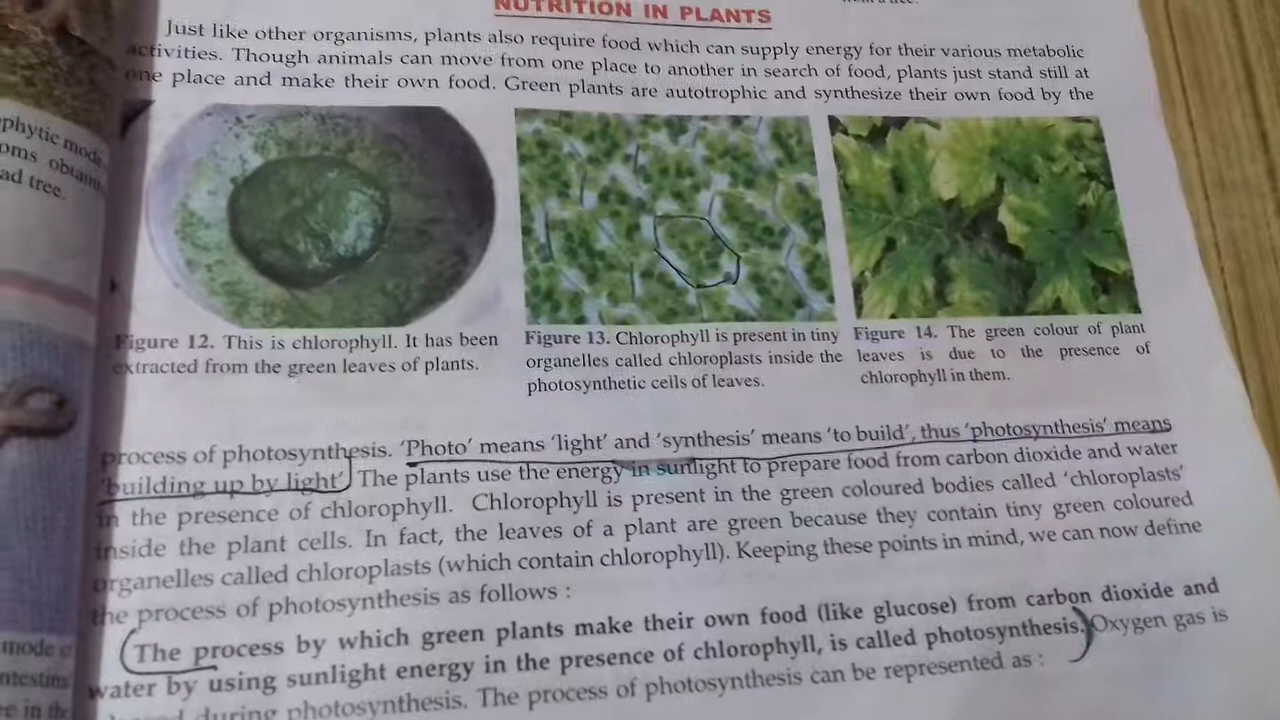 NUTRITION IN PLANTS
Just like other organisms, plants also require food which can supply energy for their various metabolic
activities. Though animals can move from one place to another in search of food, plants just stand still at
one place and make their own food. Green plants are autotrophic and synthesize their own food by the
phytic mode
oms
ad tree.
Figure 12. This is chlorophyll. It has been
extracted from the green leaves of plants.
Figure 13. Chlorophyll is present in tiny
organelles called chloroplasts inside the
photosynthetic cells of leaves.
Figure 14. The green colour of plant
leaves is due to the presence of
chlorophyll in them.
process of photosynthesis. ‘Photo’ means ‘light’ and ‘synthesis’ means ‘to build’, thus ‘photosynthesis’ means
‘building up by light’. The plants use the energy in sunlight to prepare food from carbon dioxide and water
in the presence of chlorophyll. Chlorophyll is present in the green coloured bodies called ‘chloroplasts’
inside the plant cells. In fact, the leaves of a plant are green because they contain tiny green coloured
organelles called chloroplasts (which contain chlorophyll). Keeping these points in mind, we can now define
the process of photosynthesis as follows :
The process by which green plants make their own food (like glucose) from carbon dioxide and
water by using sunlight energy in the presence of chlorophyll, is called photosynthesis. Oxygen gas is
during photosynthesis. The process of photosynthesis can be represented as :
mode